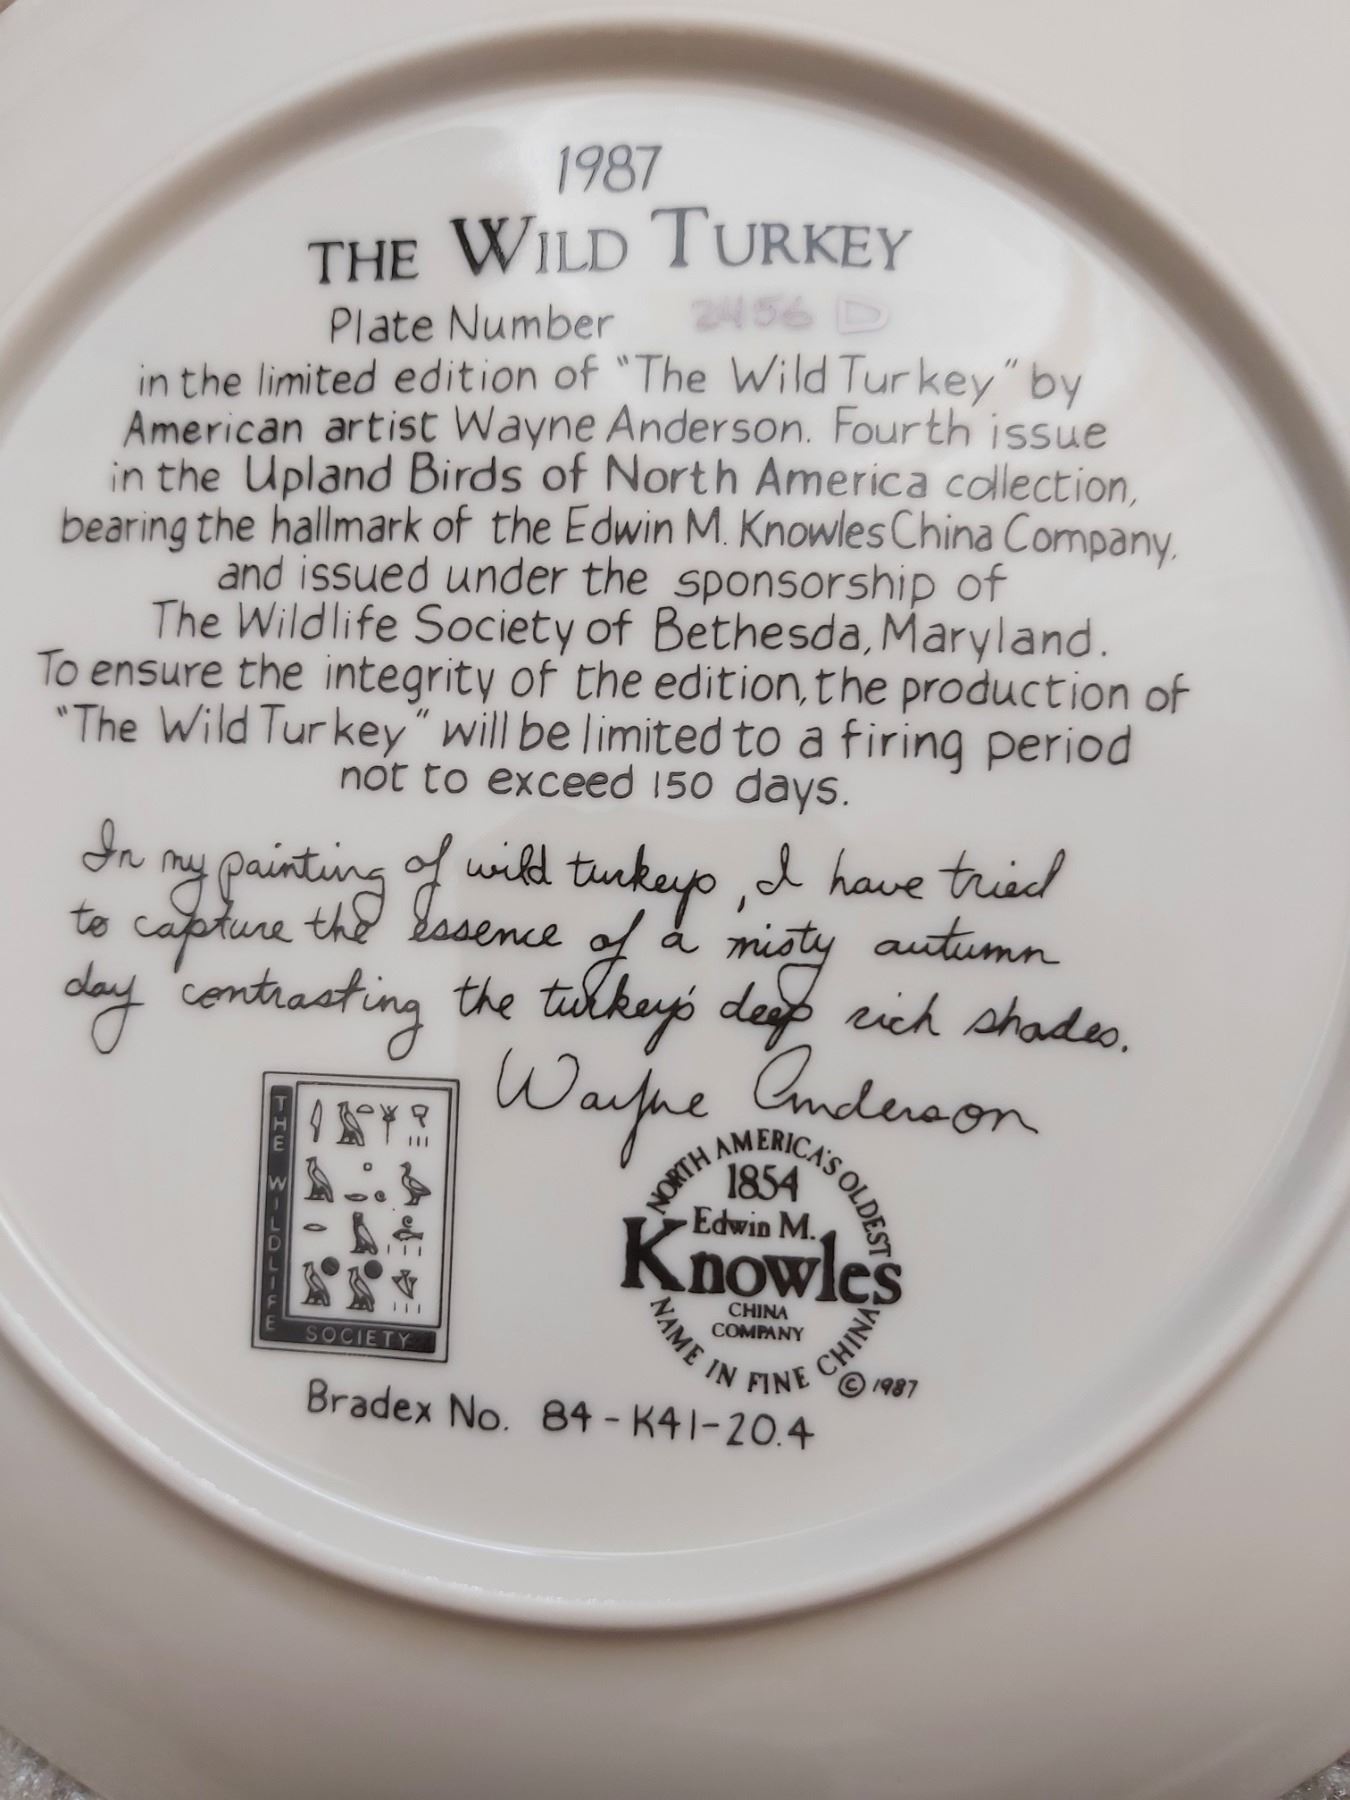 1987
THE WILD TURKEY
Plate Number 2456 D
in the limited edition of "The Wild Turkey" by
American artist Wayne Anderson. Fourth issue
in the Upland Birds of North America collection,
bearing the hallmark of the Edwin M. Knowles China Company,
and issued under the sponsorship of
The Wildlife Society of Bethesda, Maryland.
To ensure the integrity of the edition, the production of
"The Wild Turkey" will be limited to a firing period
not to exceed 150 days.
In my painting of wild turkeys, I have tried
to capture the essence of a misty autumn
day contrasting the turkey's deep rich shades.
Wayne Anderson
THE WILDLIFE
SOCIETY
NORTH AMERICA'S OLDEST
1854
Edwin M.
Knowles
CHINA
COMPANY
NAME IN FINE CHINA
© 1987
Bradex No. 84-K41-20.4